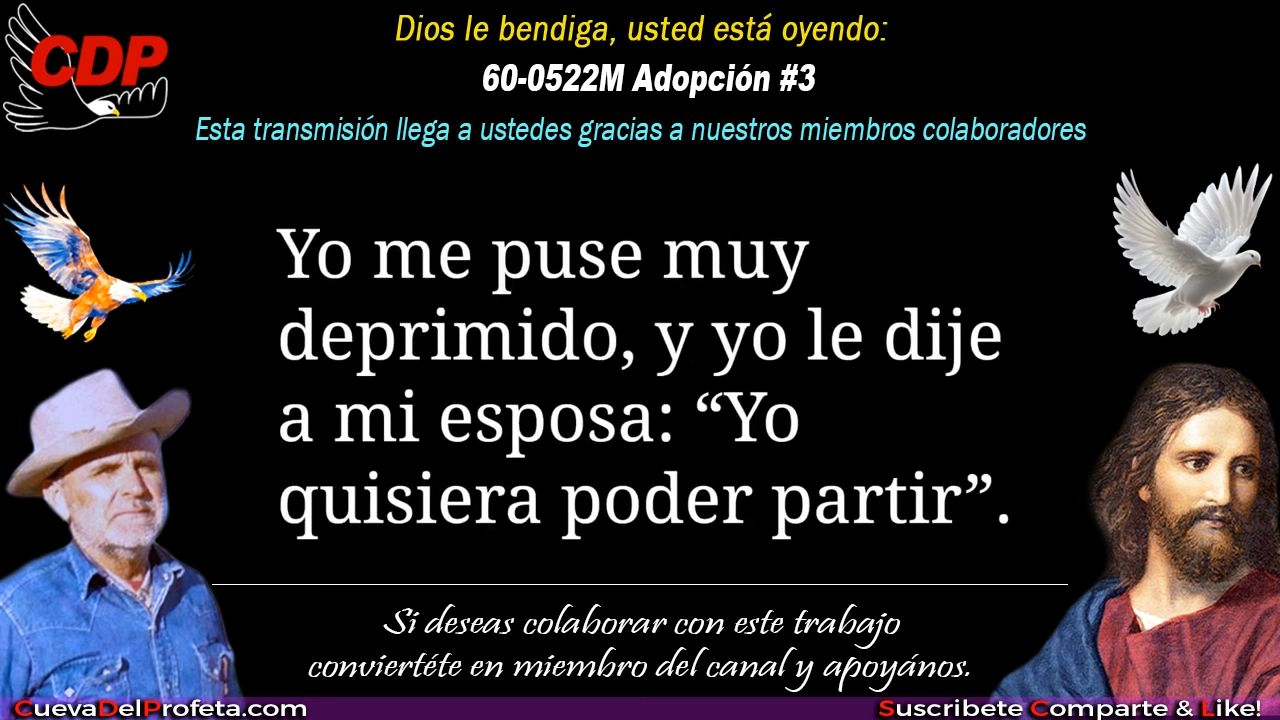 CDP
Dios le bendiga, usted está oyendo:
60-0522M Adopción #3
Esta transmisión llega a ustedes gracias a nuestros miembros colaboradores
Yo me puse muy
deprimido, y yo le dije
a mi esposa: “Yo
quisiera poder partir”.
Si deseas colaborar con este trabajo
conviertéte en miembro del canal y apoyános.
CuevaDelProfeta.com
Suscribete Comparte & Like!